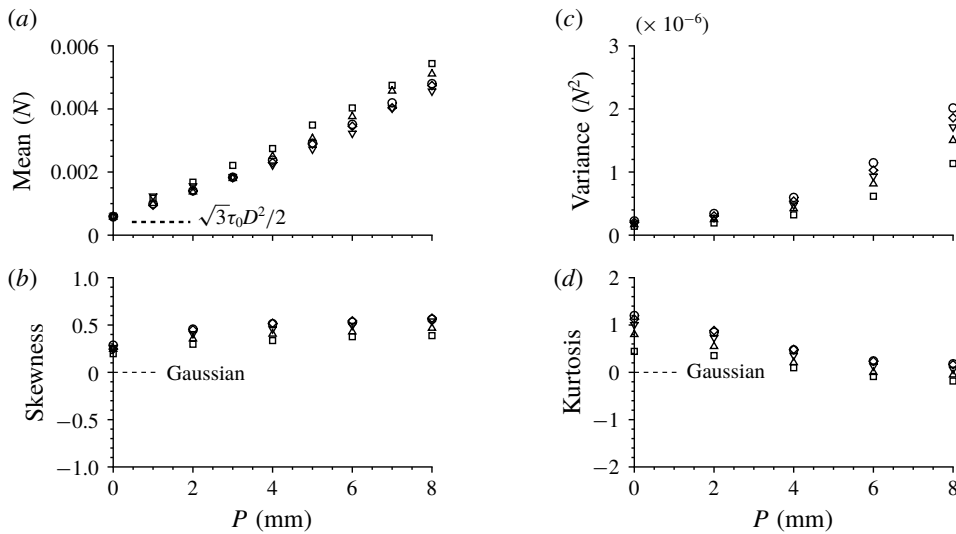 (a)
Mean (N)
0.006
0.004
0.002
0
√3τ0D²/2
(c)
(× 10⁻⁶)
Variance (N²)
3
2
1
0
(b)
Skewness
1.0
0.5
0
−0.5
−1.0
Gaussian
0 2 4 6 8
P (mm)
(d)
Kurtosis
2
1
0
−1
−2
Gaussian
0 2 4 6 8
P (mm)